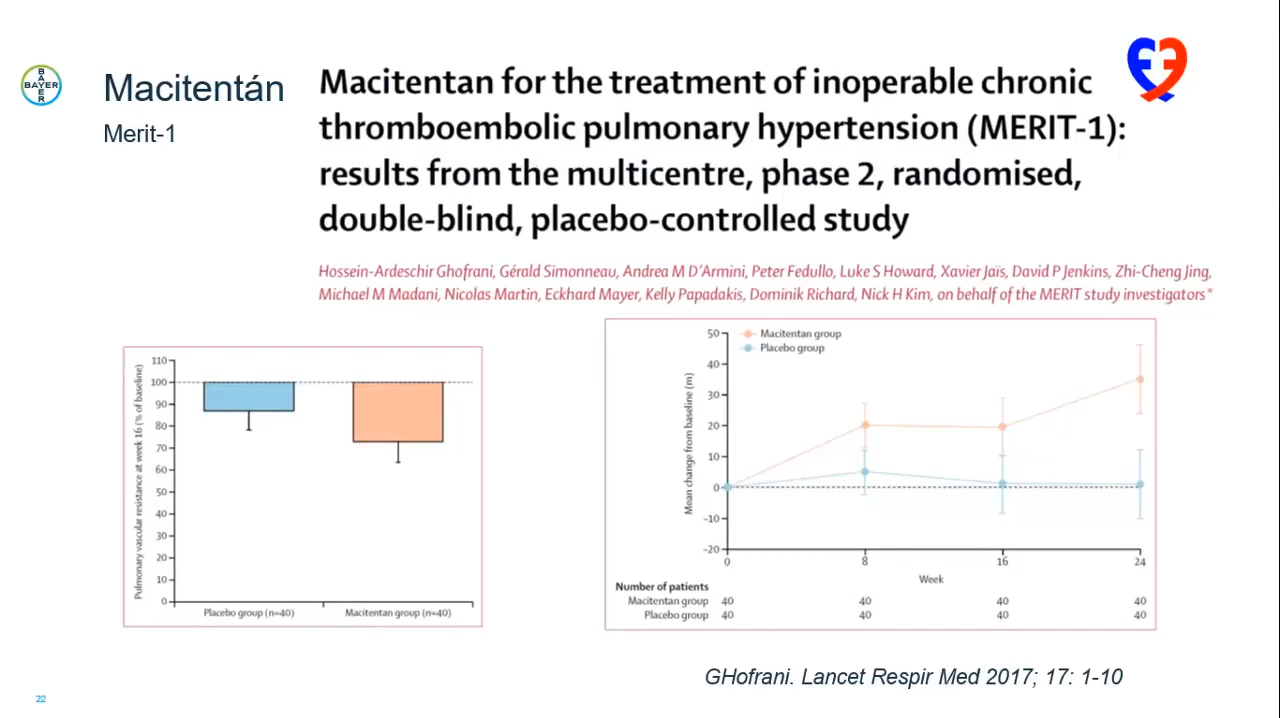 BAYER
BAYER
Macitentán
Merit-1
Macitentan for the treatment of inoperable chronic
thromboembolic pulmonary hypertension (MERIT-1):
results from the multicentre, phase 2, randomised,
double-blind, placebo-controlled study
Hossein-Ardeschir Ghofrani, Gérald Simonneau, Andrea M D'Armini, Peter Fedullo, Luke S Howard, Xavier Jaïs, David P Jenkins, Zhi-Cheng Jing,
Michael M Madani, Nicolas Martin, Eckhard Mayer, Kelly Papadakis, Dominik Richard, Nick H Kim, on behalf of the MERIT study investigators*
Pulmonary vascular resistance at week 16 (% of baseline)
110
100
90
80
70
60
50
40
30
20
10
0
Placebo group (n=40)
Macitentan group (n=40)
Macitentan group
Placebo group
Mean change from baseline (m)
50
40
30
20
10
0
-10
-20
0 8 16 24
Week
Number of patients
Macitentan group 40 40 40 40
Placebo group 40 40 40 40
GHofrani. Lancet Respir Med 2017; 17: 1-10
22